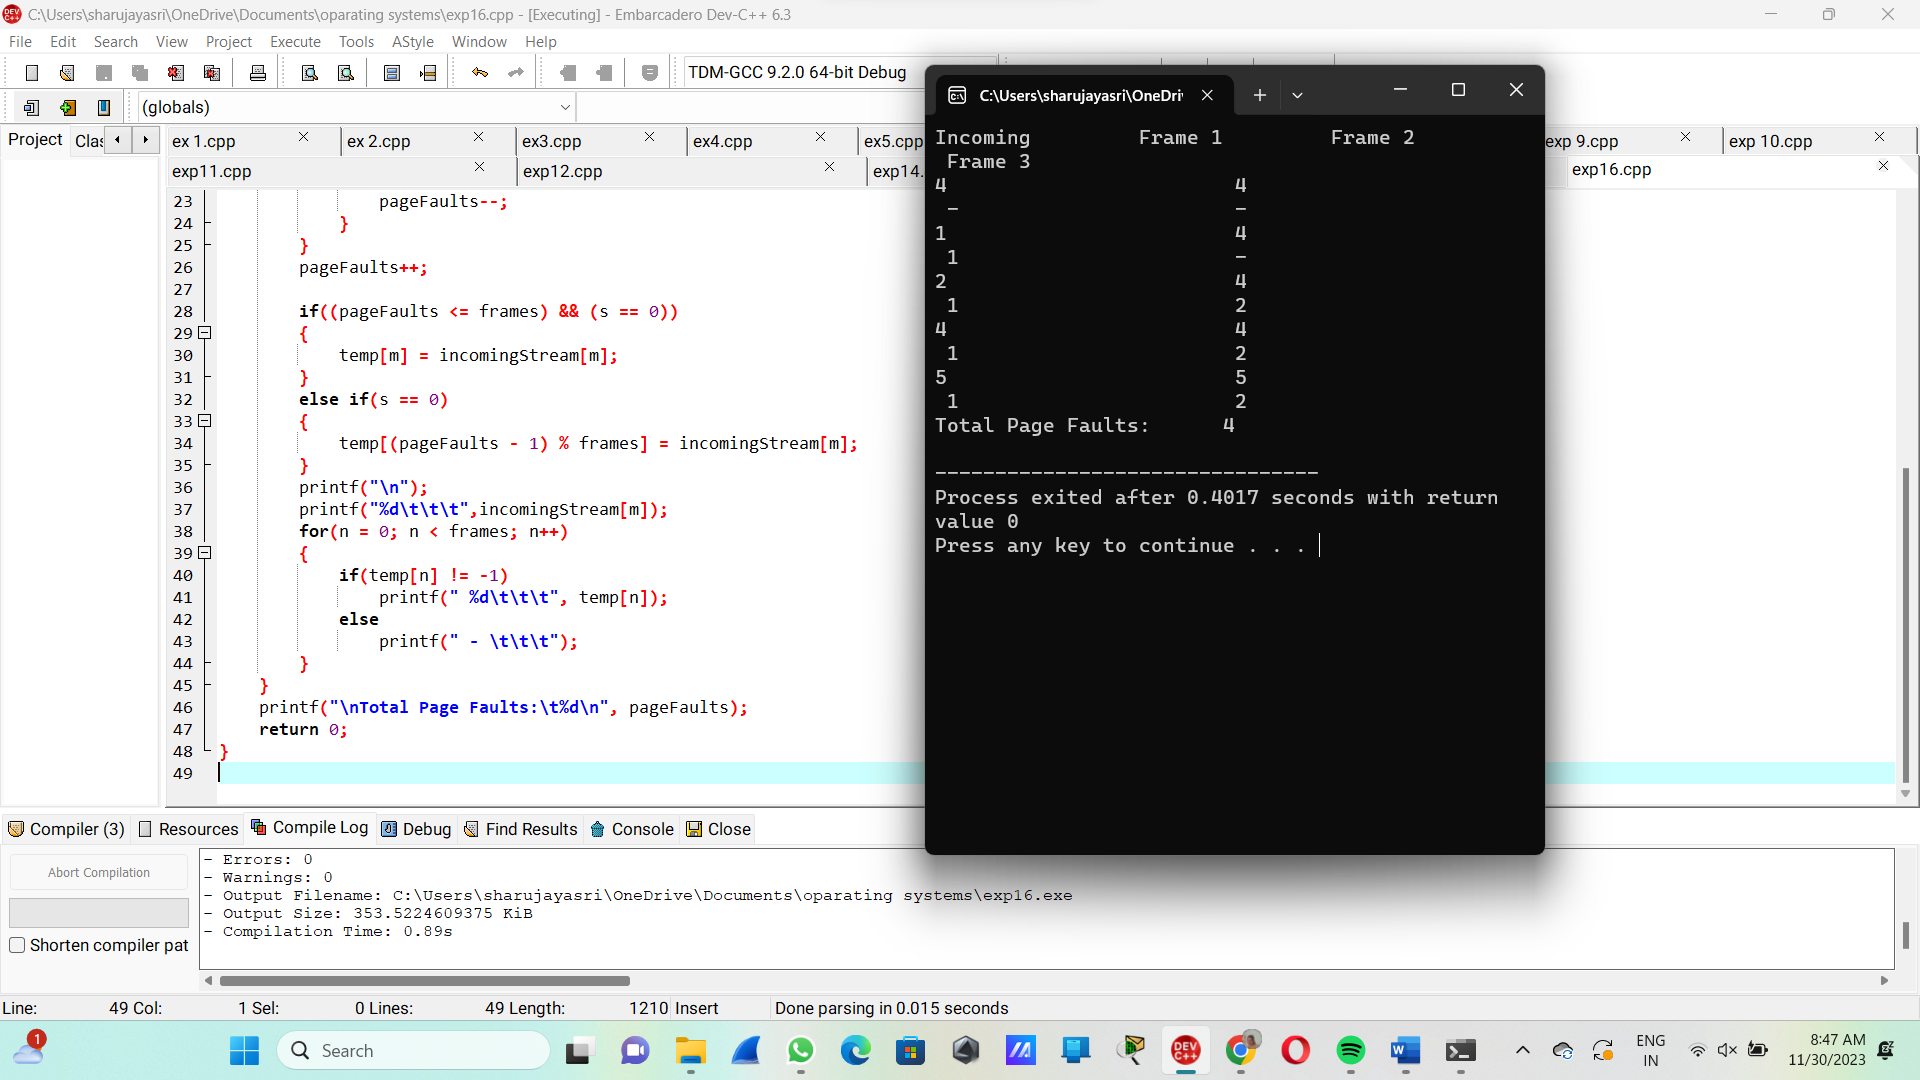 C:\Users\sharujayasri\OneDrive\Documents\oparating systems\exp16.cpp - [Executing] - Embarcadero Dev-C++ 6.3
File Edit Search View Project Execute Tools AStyle Window Help
TDM-GCC 9.2.0 64-bit Debug
(globals)
Project Clas
ex 1.cpp ex 2.cpp ex3.cpp ex4.cpp ex5.cpp exp 9.cpp exp 10.cpp
exp11.cpp exp12.cpp exp14. exp16.cpp
23 pageFaults--;
24 }
25 }
26 pageFaults++;
27
28 if((pageFaults <= frames) && (s == 0))
29 {
30 temp[m] = incomingStream[m];
31 }
32 else if(s == 0)
33 {
34 temp[(pageFaults - 1) % frames] = incomingStream[m];
35 }
36 printf("\n");
37 printf("%d\t\t\t",incomingStream[m]);
38 for(n = 0; n < frames; n++)
39 {
40 if(temp[n] != -1)
41 printf(" %d\t\t\t", temp[n]);
42 else
43 printf(" - \t\t\t");
44 }
45 }
46 printf("\nTotal Page Faults:\t%d\n", pageFaults);
47 return 0;
48 }
49
C:\Users\sharujayasri\OneDri
Incoming Frame 1 Frame 2
Frame 3
4 4
- -
1 4
1 -
2 4
1 2
4 4
1 2
5 5
1 2
Total Page Faults: 4
--------------------------------
Process exited after 0.4017 seconds with return
value 0
Press any key to continue . . .
Compiler (3) Resources Compile Log Debug Find Results Console Close
Abort Compilation
Shorten compiler pat
- Errors: 0
- Warnings: 0
- Output Filename: C:\Users\sharujayasri\OneDrive\Documents\oparating systems\exp16.exe
- Output Size: 353.5224609375 KiB
- Compilation Time: 0.89s
Line: 49 Col: 1 Sel: 0 Lines: 49 Length: 1210 Insert Done parsing in 0.015 seconds
1
Search
DEV C++
ENG
IN
8:47 AM
11/30/2023